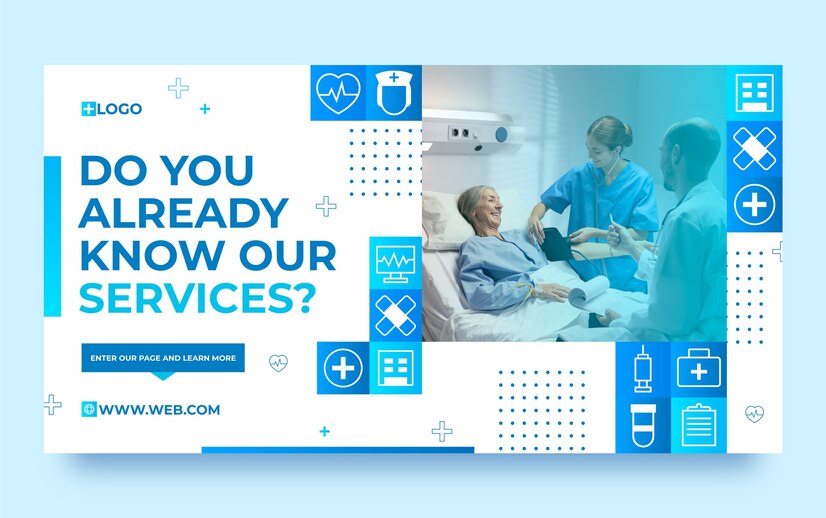 LOGO
DO YOU
ALREADY
KNOW OUR
SERVICES?
ENTER OUR PAGE AND LEARN MORE
WWW.WEB.COM